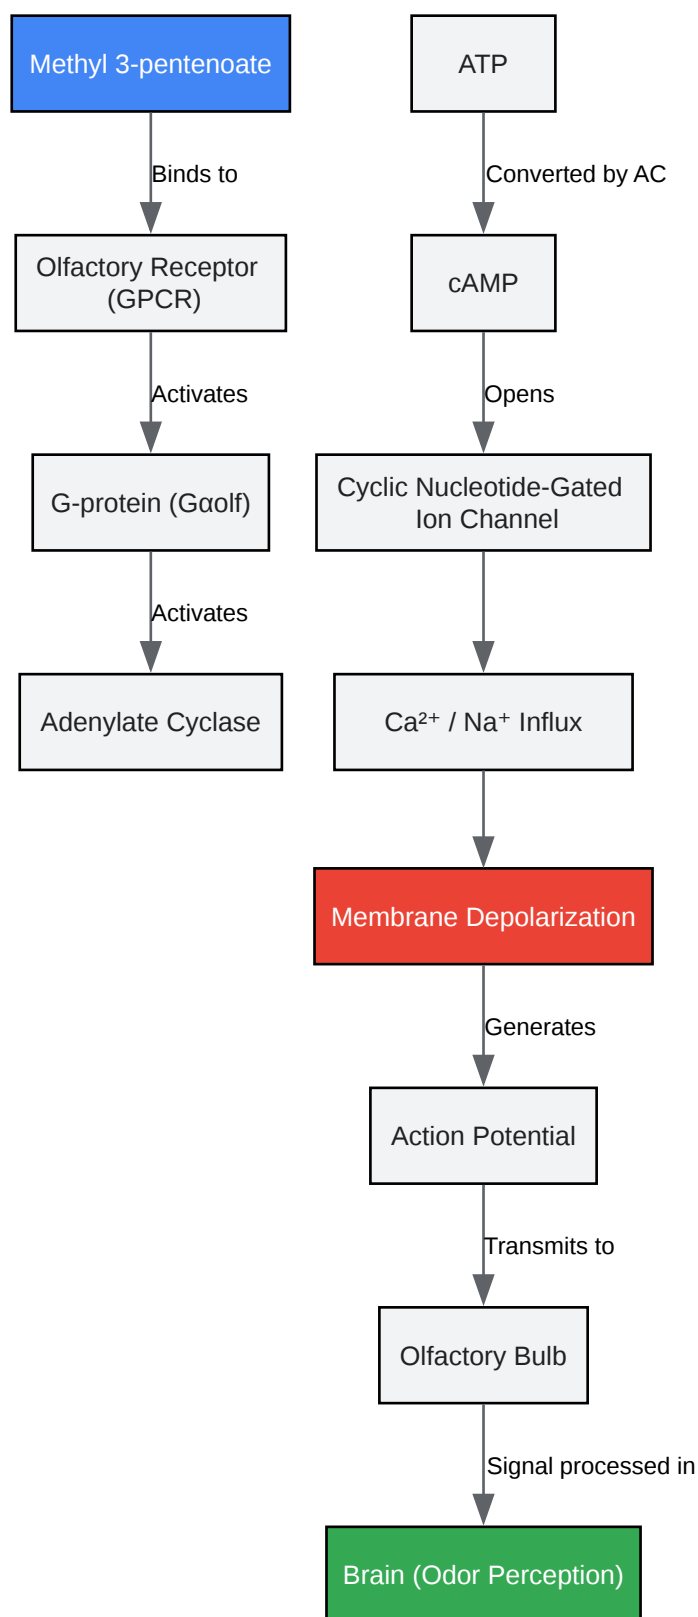 Methyl 3-pentenoate
Binds to
Olfactory Receptor
(GPCR)
Activates
G-protein (Gαolf)
Activates
Adenylate Cyclase
ATP
Converted by AC
cAMP
Opens
Cyclic Nucleotide-Gated
Ion Channel
Ca²⁺ / Na⁺ Influx
Membrane Depolarization
Generates
Action Potential
Transmits to
Olfactory Bulb
Signal processed in
Brain (Odor Perception)